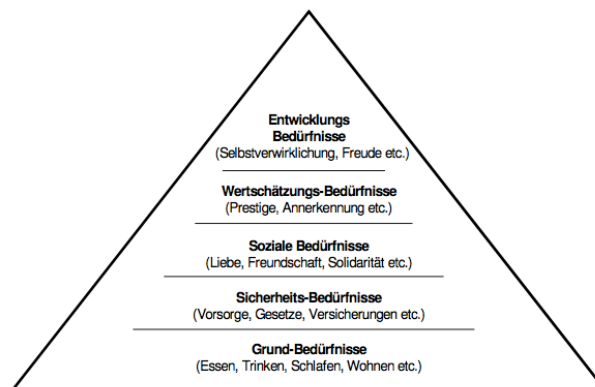 Entwicklungs
Bedürfnisse
(Selbstverwirklichung, Freude etc.)
Wertschätzungs-Bedürfnisse
(Prestige, Annerkennung etc.)
Soziale Bedürfnisse
(Liebe, Freundschaft, Solidarität etc.)
Sicherheits-Bedürfnisse
(Vorsorge, Gesetze, Versicherungen etc.)
Grund-Bedürfnisse
(Essen, Trinken, Schlafen, Wohnen etc.)